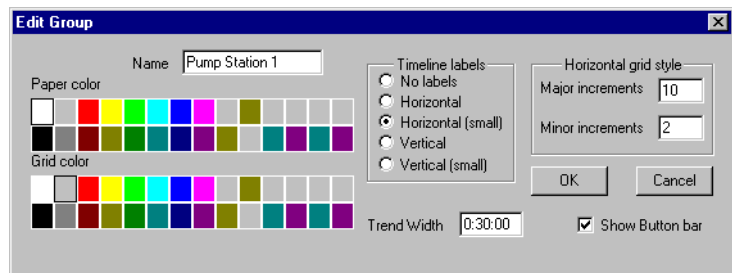 Edit Group
Name Pump Station 1
Paper color
Grid color
Timeline labels
No labels
Horizontal
Horizontal (small)
Vertical
Vertical (small)
Trend Width 0:30:00
Horizontal grid style
Major increments 10
Minor increments 2
OK Cancel
Show Button bar